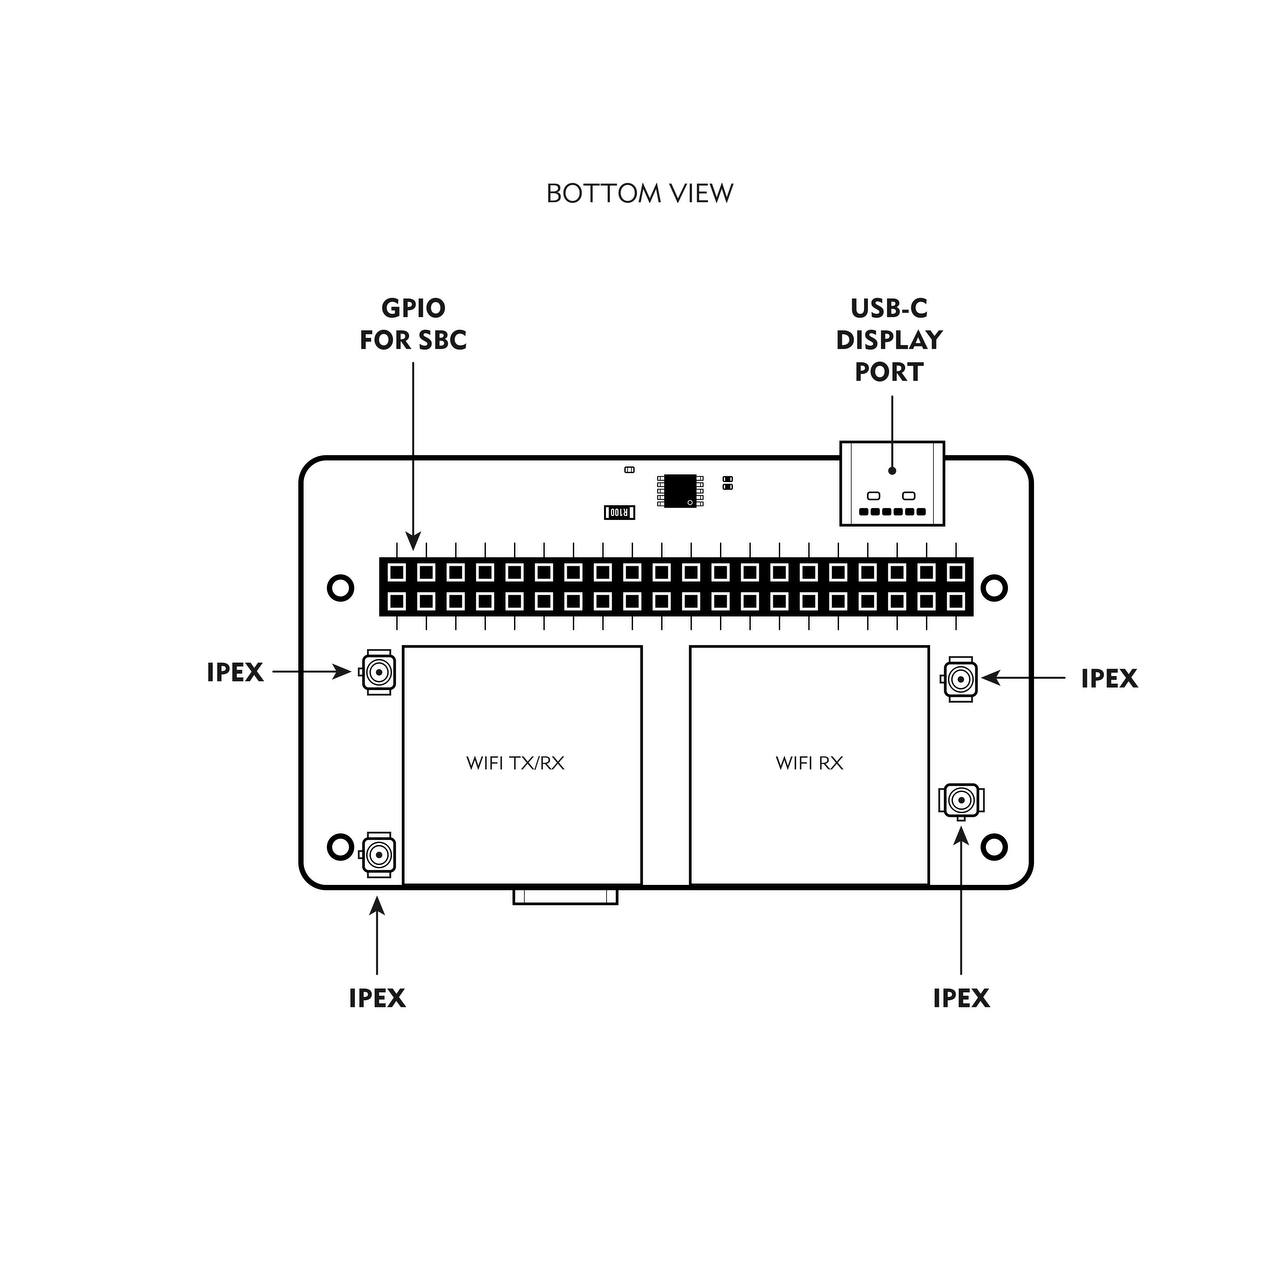 BOTTOM VIEW
GPIO
FOR SBC
USB-C
DISPLAY
PORT
R100
IPEX
IPEX
WIFI TX/RX
WIFI RX
IPEX
IPEX